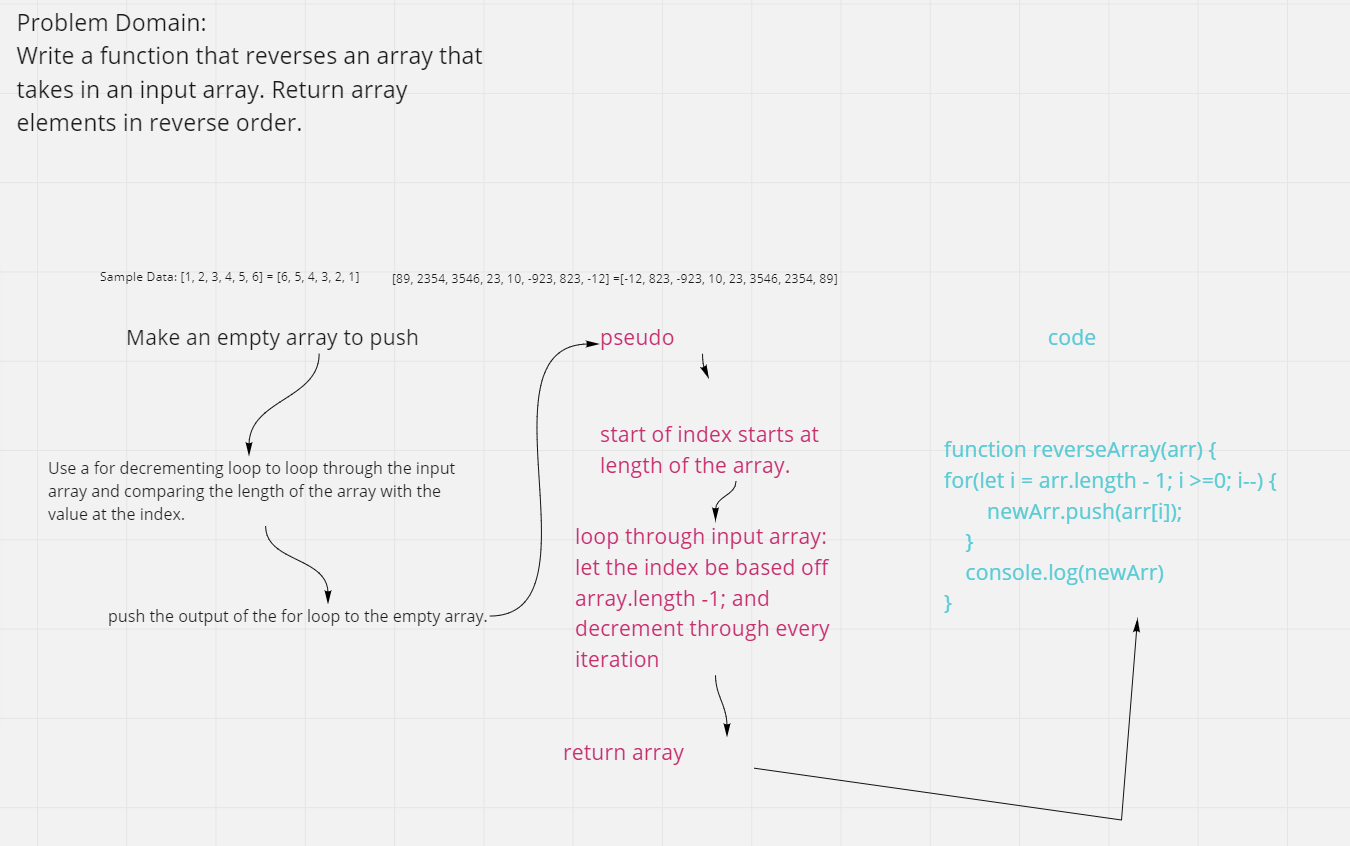 Problem Domain:
Write a function that reverses an array that
takes in an input array. Return array
elements in reverse order.
Sample Data: [1, 2, 3, 4, 5, 6] = [6, 5, 4, 3, 2, 1]
[89, 2354, 3546, 23, 10, -923, 823, -12] =[-12, 823, -923, 10, 23, 3546, 2354, 89]
Make an empty array to push
Use a for decrementing loop to loop through the input
array and comparing the length of the array with the
value at the index.
push the output of the for loop to the empty array.
pseudo
start of index starts at
length of the array.
loop through input array:
let the index be based off
array.length -1; and
decrement through every
iteration
return array
code
function reverseArray(arr) {
for(let i = arr.length - 1; i >=0; i--) {
newArr.push(arr[i]);
}
console.log(newArr)
}